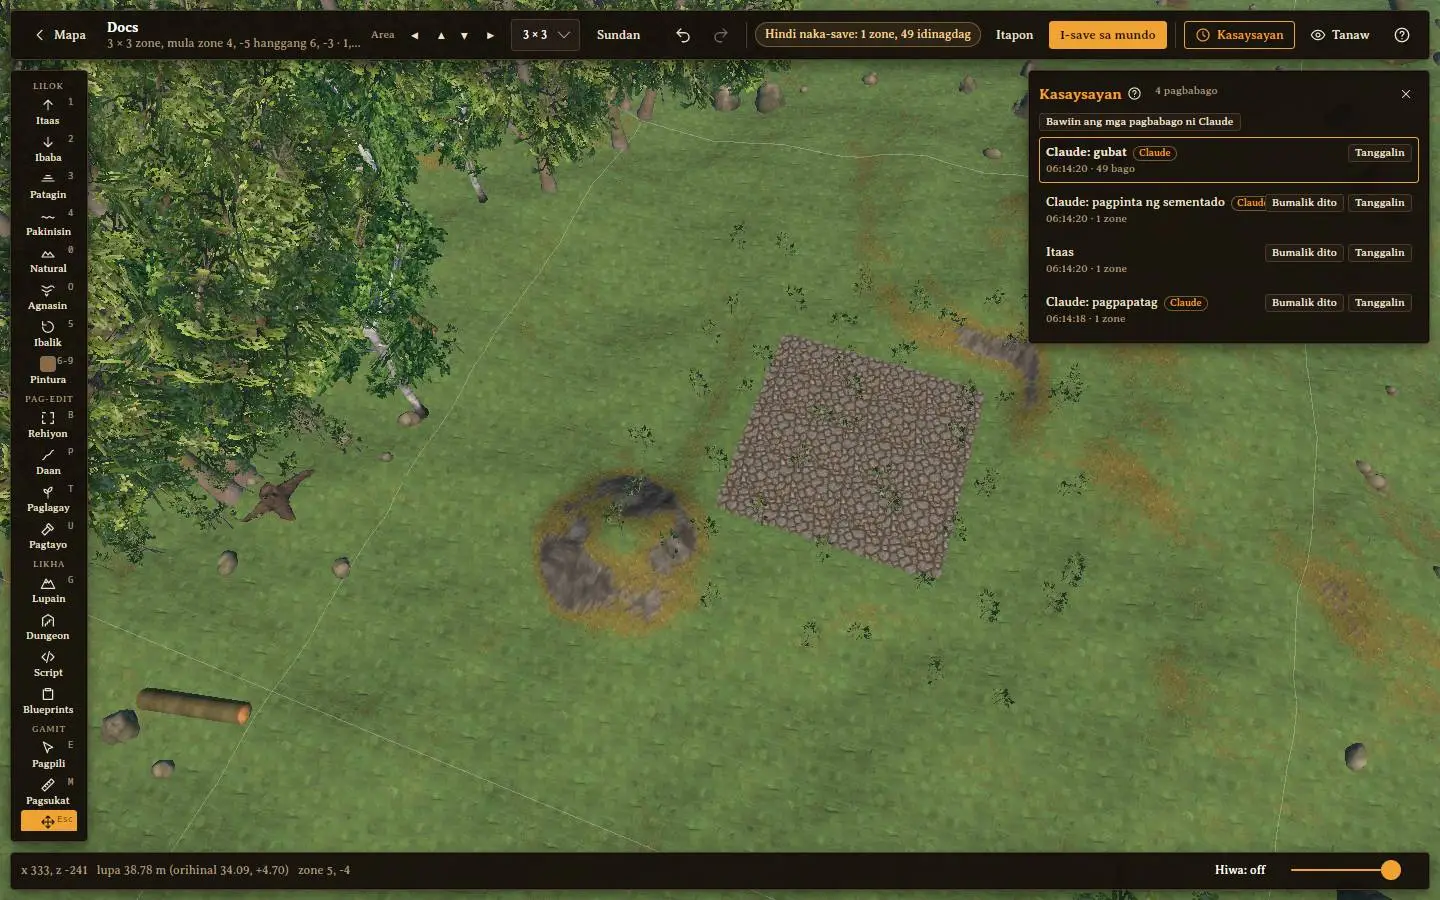 Mapa
Docs
3 × 3 zone, mula zone 4, -5 hanggang 6, -3 · 1,...
Area
3 × 3
Sundan
Hindi naka-save: 1 zone, 49 idinagdag
Itapon
I-save sa mundo
Kasaysayan
Tanaw
LILOK
Itaas 1
Ibaba 2
Patagin 3
Pakinisin 4
Natural 0
Agnasin O
Ibalik 5
Pintura 6-9
PAG-EDIT
Rehiyon B
Daan P
Paglagay T
Pagtayo U
LIKHA
Lupain G
Dungeon
Script
Blueprints
GAMIT
Pagpili E
Pagsukat M
Esc
Kasaysayan
4 pagbabago
Bawiin ang mga pagbabago ni Claude
Claude: gubat Claude Tanggalin
06:14:20 · 49 bago
Claude: pagpinta ng sementado Bumalik dito Tanggalin
06:14:20 · 1 zone
Itaas Bumalik dito Tanggalin
06:14:20 · 1 zone
Claude: pagpapatag Claude Bumalik dito Tanggalin
06:14:18 · 1 zone
x 333, z -241 lupa 38.78 m (orihinal 34.09, +4.70) zone 5, -4
Hiwa: off